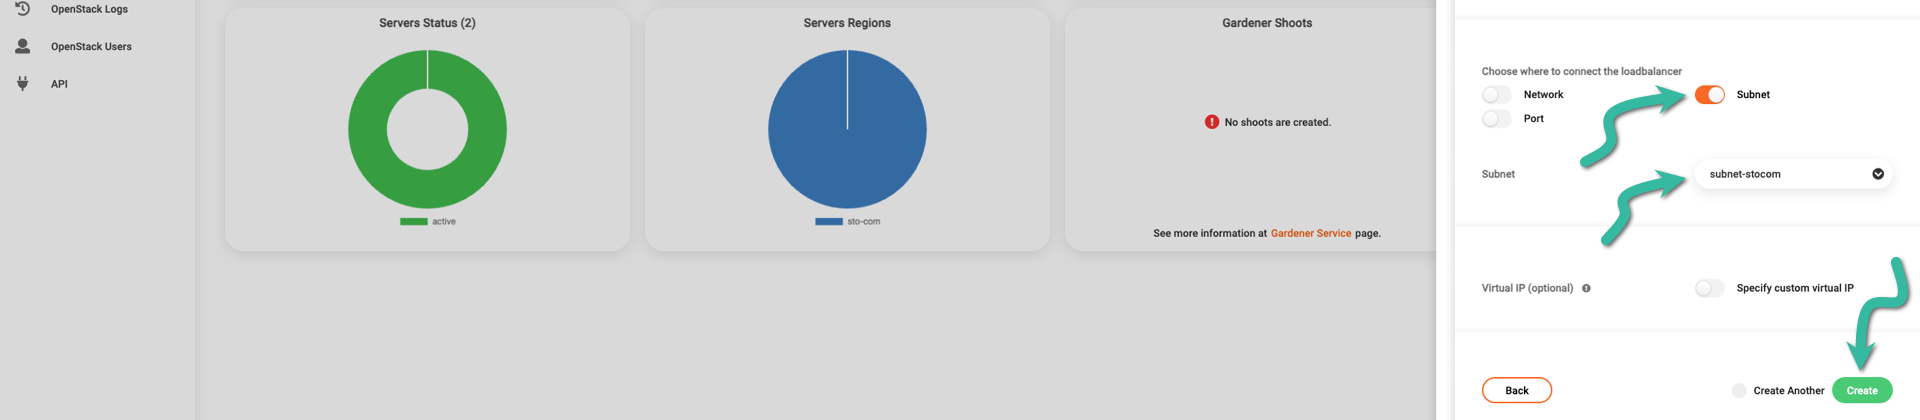 OpenStack Logs
OpenStack Users
API
Servers Status (2)
active
Servers Regions
sto-com
Gardener Shoots
No shoots are created.
See more information at Gardener Service page.
Choose where to connect the loadbalancer
Network
Subnet
Port
Subnet
subnet-stocom
Virtual IP (optional)
Specify custom virtual IP
Back
Create Another
Create